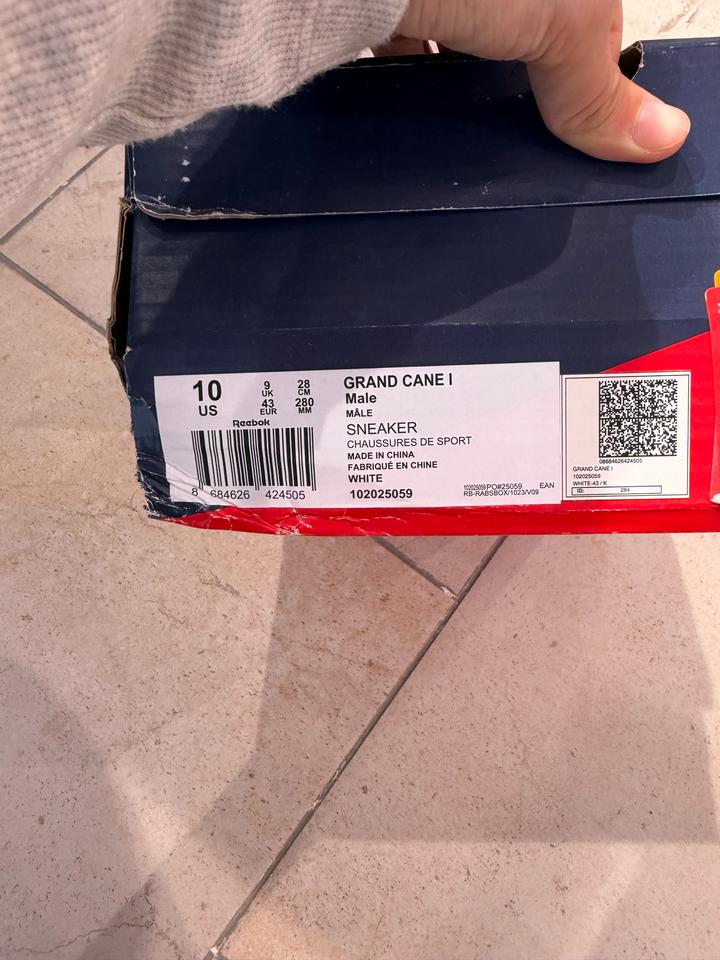 10
US
9
UK
43
EUR
28
CM
280
MM
Reebok
8 684626 424505
GRAND CANE I
Male
MÂLE
SNEAKER
CHAUSSURES DE SPORT
MADE IN CHINA
FABRIQUÉ EN CHINE
WHITE
102025059
102025059/PO#25059 EAN
RB-RABSBOX/1023/V09
08684626424505
GRAND CANE I
102025059
WHITE-43 / K
ID: 284